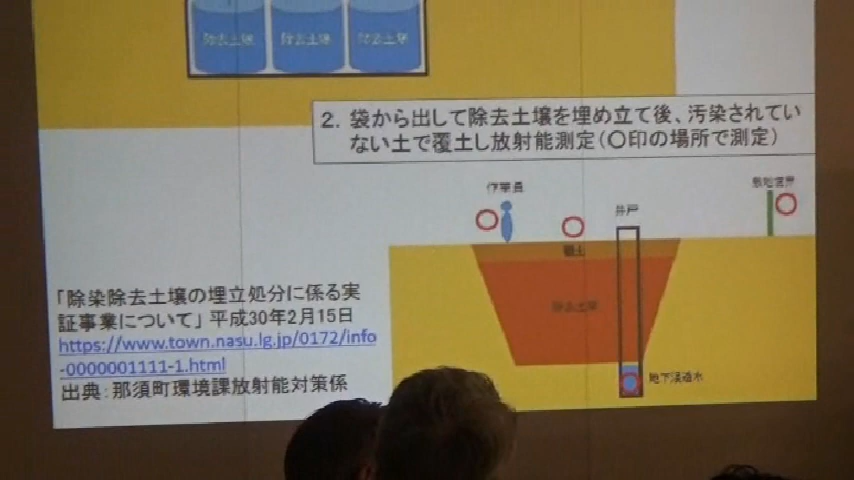 除去土壌 除去土壌 除去土壌
2. 袋から出して除去土壌を埋め立て後、汚染されてい
ない土で覆土し放射能測定(〇印の場所で測定)
作業員
敷地境界
井戸
覆土
除去土壌
地下浸透水
「除染除去土壌の埋立処分に係る実
証事業について」平成30年2月15日
https://www.town.nasu.lg.jp/0172/info
-0000001111-1.html
出典:那須町環境課放射能対策係